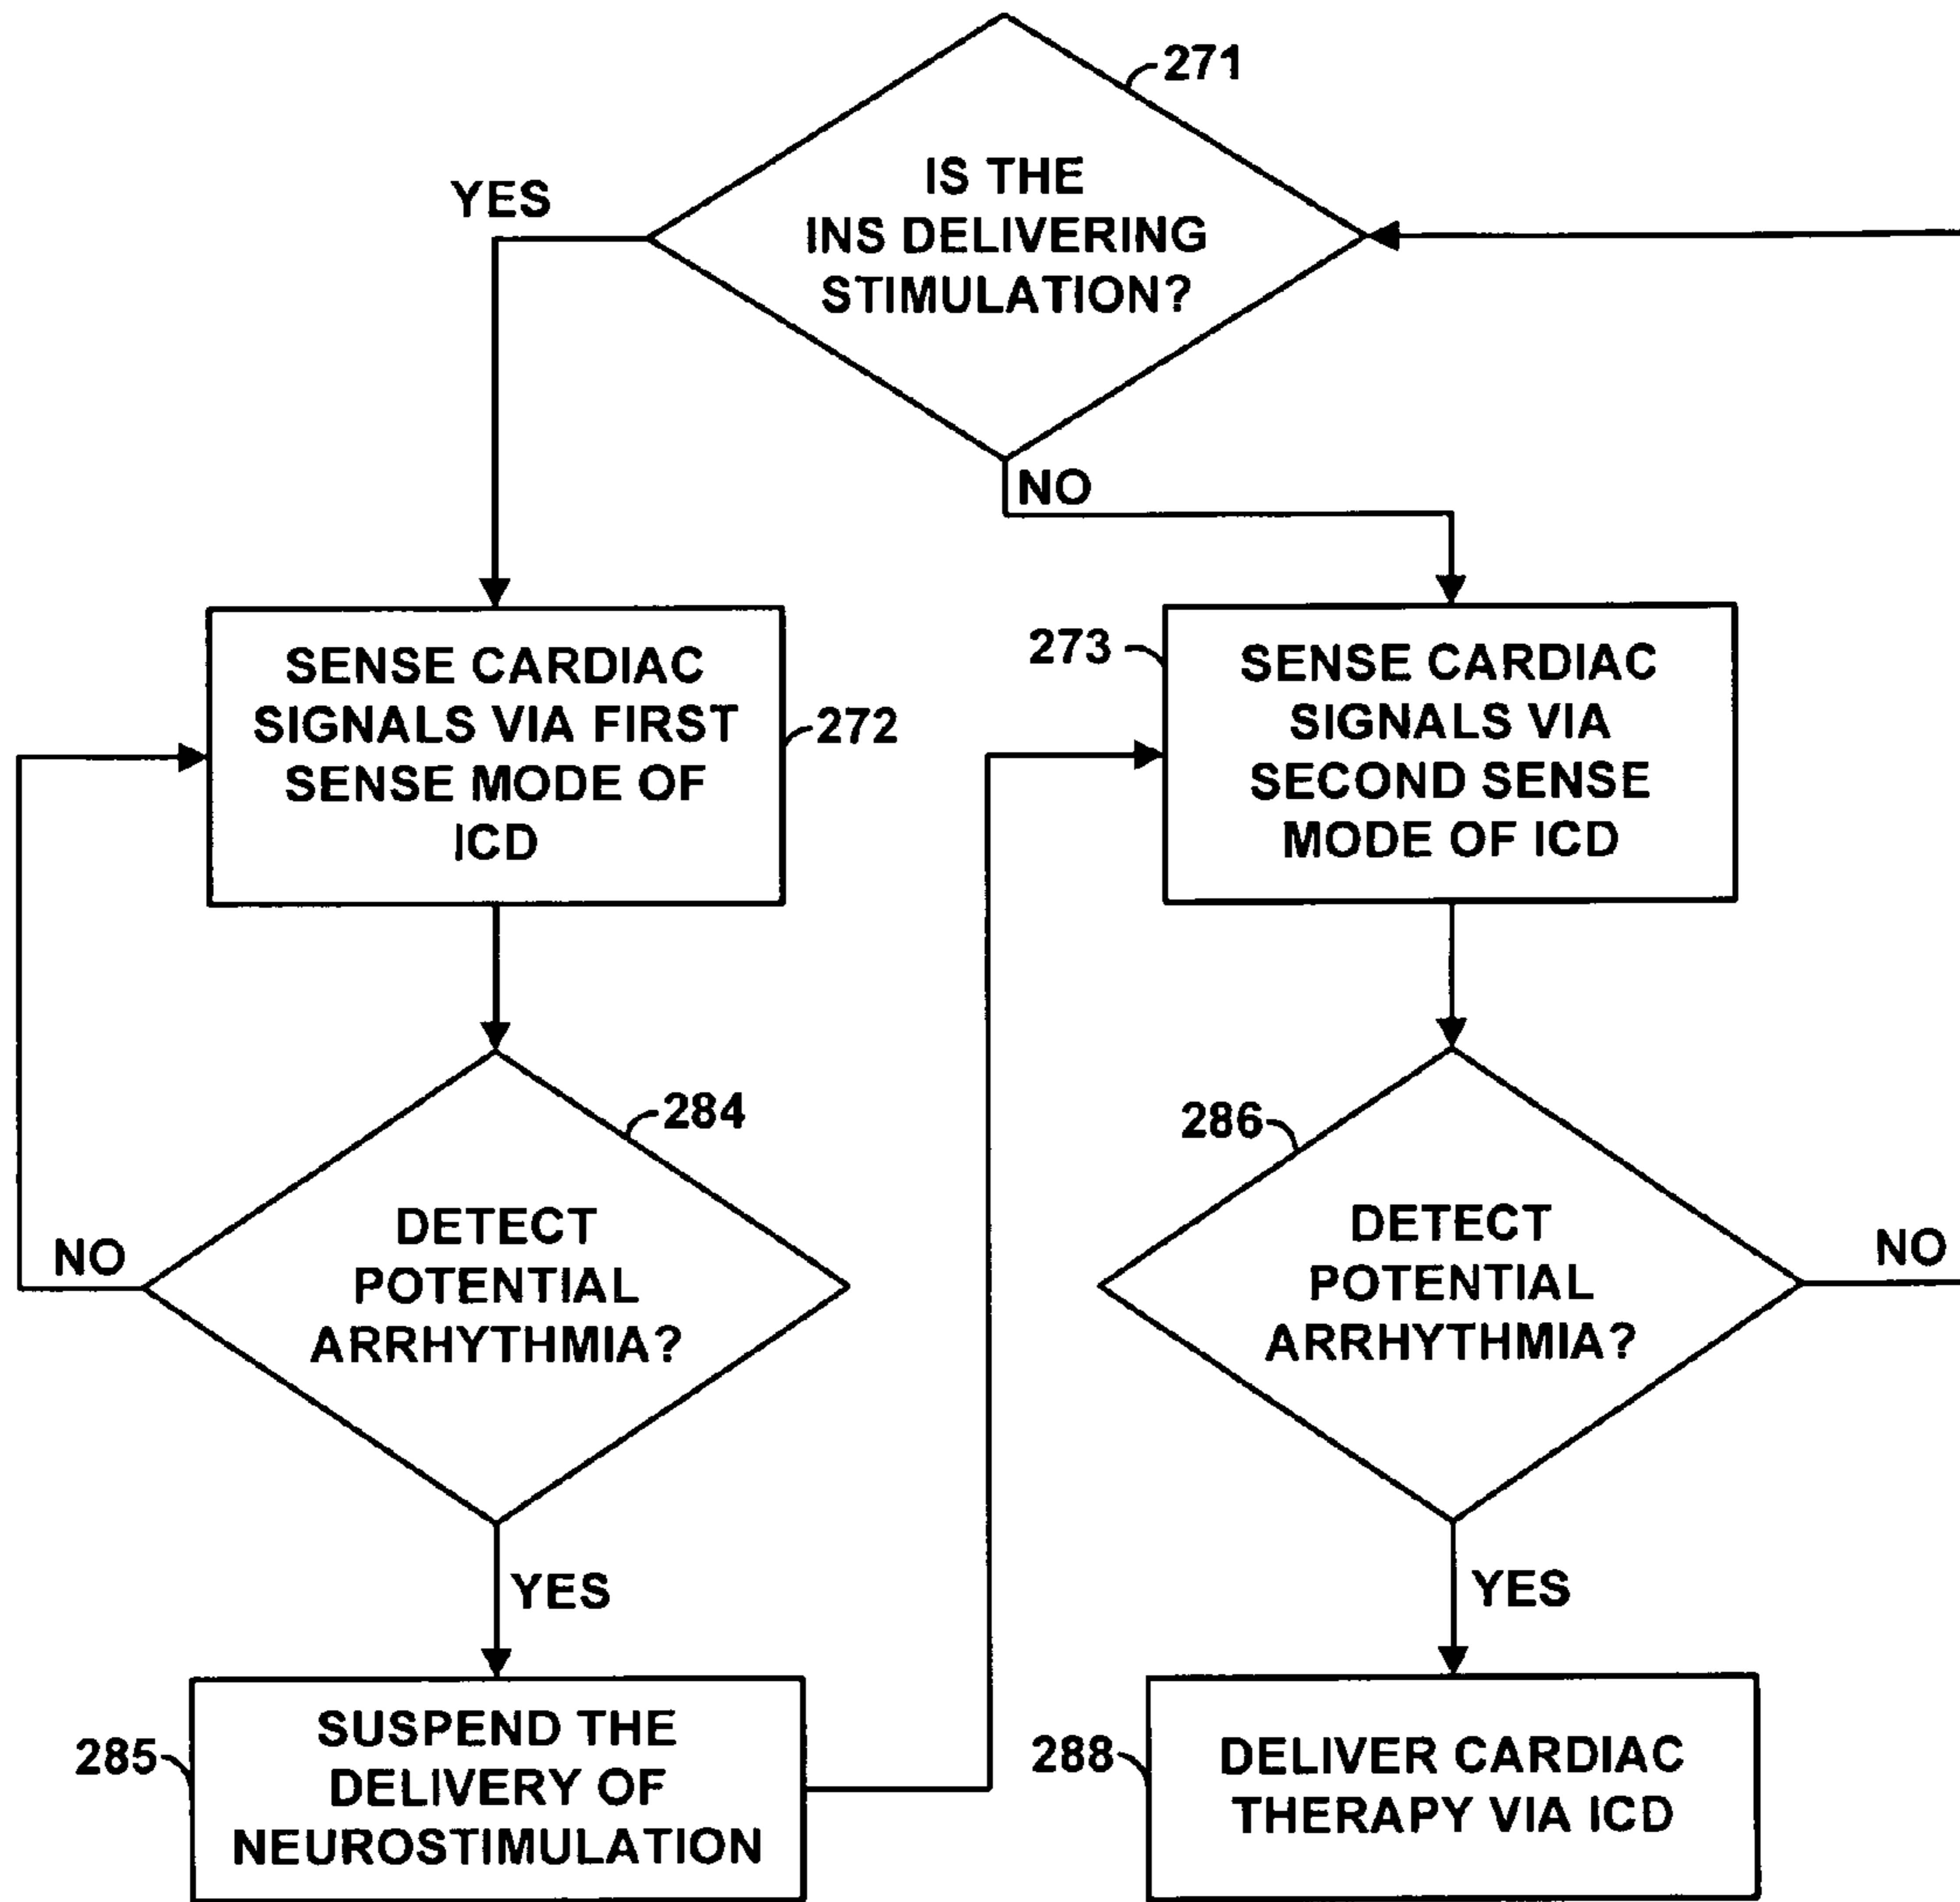 271
IS THE
INS DELIVERING
STIMULATION?
YES
NO
SENSE CARDIAC
SIGNALS VIA FIRST
SENSE MODE OF
ICD
272
273
SENSE CARDIAC
SIGNALS VIA
SECOND SENSE
MODE OF ICD
284
DETECT
POTENTIAL
ARRHYTHMIA?
NO
YES
286
DETECT
POTENTIAL
ARRHYTHMIA?
NO
YES
285
SUSPEND THE
DELIVERY OF
NEUROSTIMULATION
288
DELIVER CARDIAC
THERAPY VIA ICD